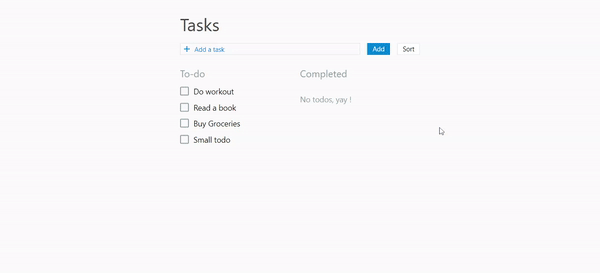 Tasks
+ Add a task
Add
Sort
To-do
Do workout
Read a book
Buy Groceries
Small todo
Completed
No todos, yay !